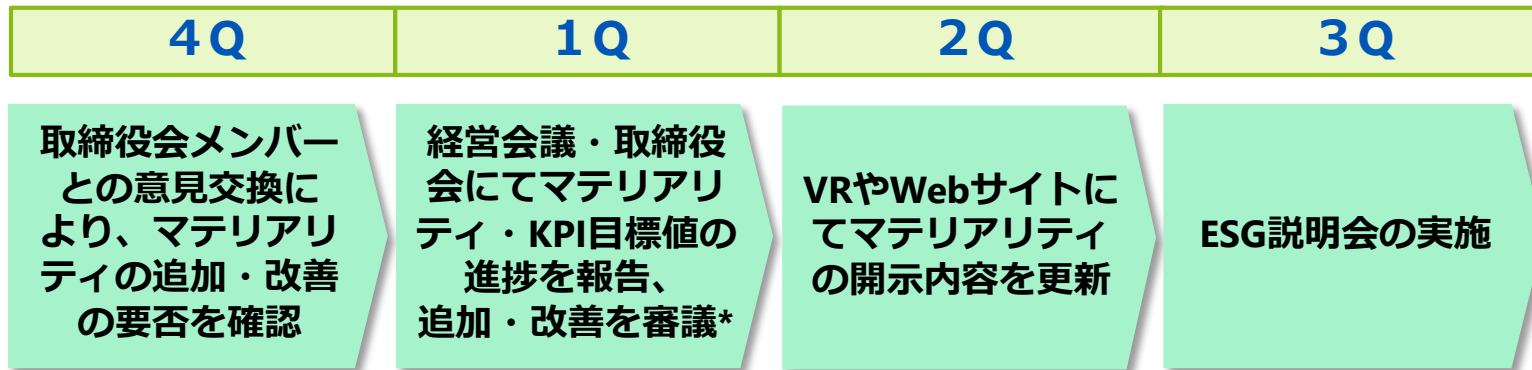 4Q
1Q
2Q
3Q
取締役会メンバー
との意見交換に
より、マテリアリ
ティの追加・改善
の要否を確認
経営会議・取締役
会にてマテリアリ
ティ・KPI目標値の
進捗を報告、
追加・改善を審議*
VRやWebサイトに
てマテリアリティ
の開示内容を更新
ESG説明会の実施